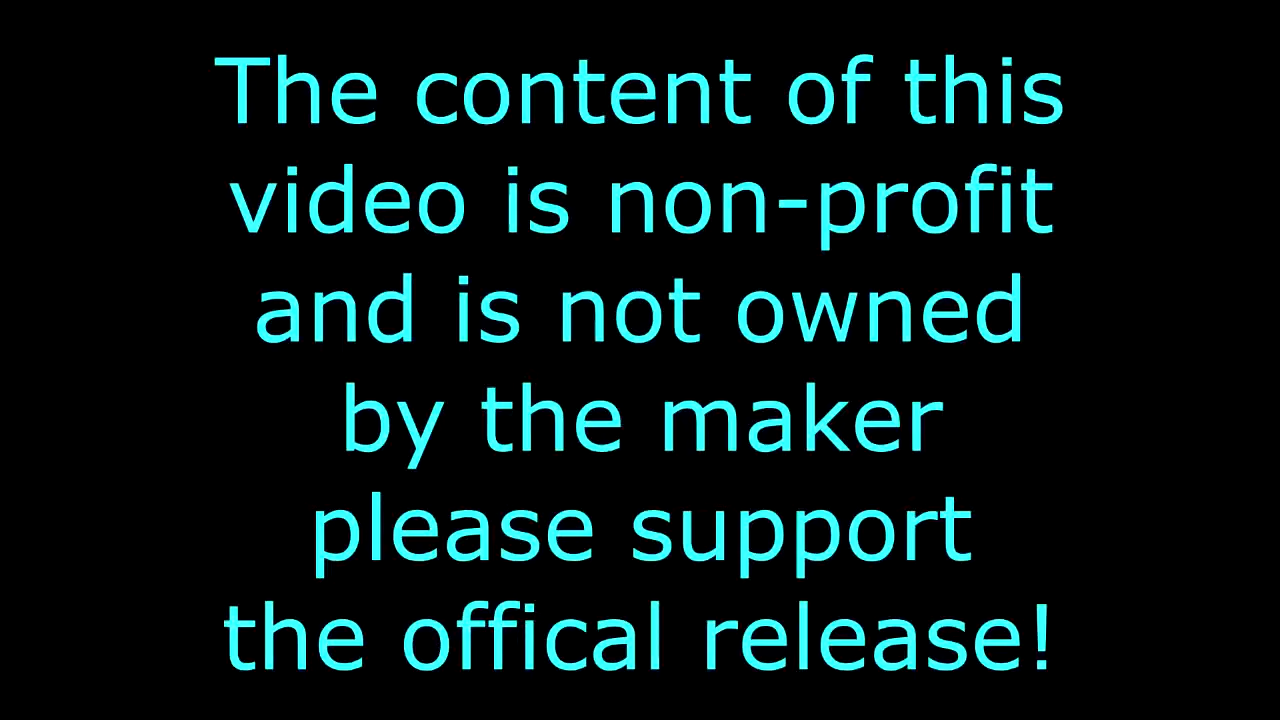 The content of this
video is non-profit
and is not owned
by the maker
please support
the offical release!